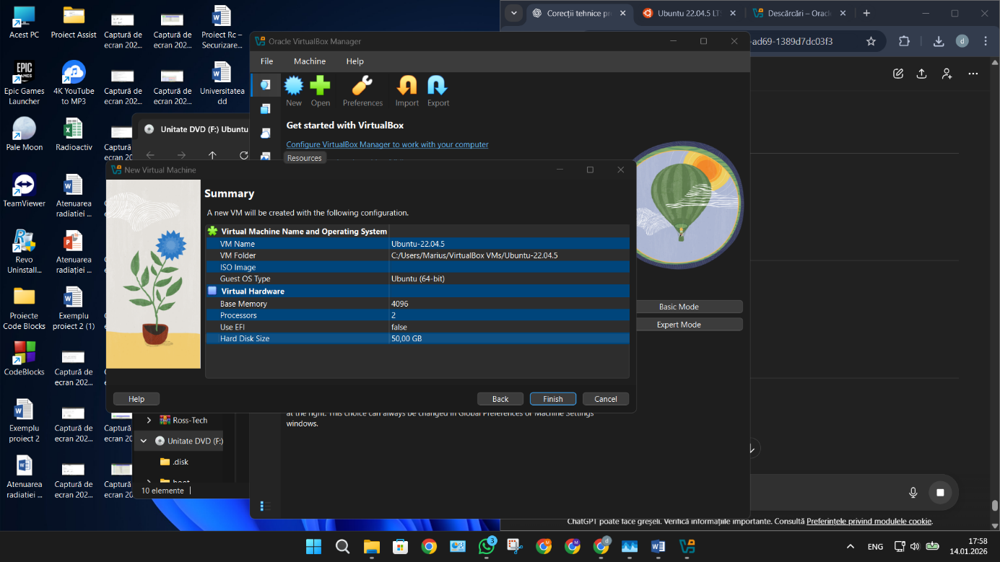 Acest PC
Proiect Assist
Captură de
ecran 202...
Captură de
ecran 202...
Proiect Rc –
Securizare...
Epic Games
Launcher
4K YouTube
to MP3
Captură de
ecran 202...
Captură de
ecran 202...
Universitatea
dd
Pale Moon
Radioactiv
Captură de
ecran 202
TeamViewer
Atenuarea
radiatiei ...
Revo
Uninstall...
Atenuarea
radiației ...
Proiecte
Code Blocks
Exemplu
proiect 2 (1)
CodeBlocks
Captură de
ecran 202...
Exemplu
proiect 2
Captură de
ecran 202...
Captură de
ecran 202...
Atenuarea
radiatiei ...
Captură de
ecran 202...
Captură de
ecran 202
Unitate DVD (F:) Ubuntu
Ross-Tech
Unitate DVD (F:)
.disk
boot
10 elemente
Corecții tehnice pr
Ubuntu 22.04.5 LT
Descărcări – Oracle
-ad69-1389d7dc03f3
Oracle VirtualBox Manager
File Machine Help
New Open Preferences Import Export
Get started with VirtualBox
Configure VirtualBox Manager to work with your computer
Resources
New Virtual Machine
Summary
A new VM will be created with the following configuration.
Virtual Machine Name and Operating System
VM Name Ubuntu-22.04.5
VM Folder C:/Users/Marius/VirtualBox VMs/Ubuntu-22.04.5
ISO Image
Guest OS Type Ubuntu (64-bit)
Virtual Hardware
Base Memory 4096
Processors 2
Use EFI false
Hard Disk Size 50,00 GB
Help Back Finish Cancel
Basic Mode
Expert Mode
at the right. This choice can always be changed in Global Preferences or Machine Settings
windows.
ChatGPT poate face greșeli. Verifică informațiile importante. Consultă Preferințele privind modulele cookie.
3
ENG
17:58
14.01.2026